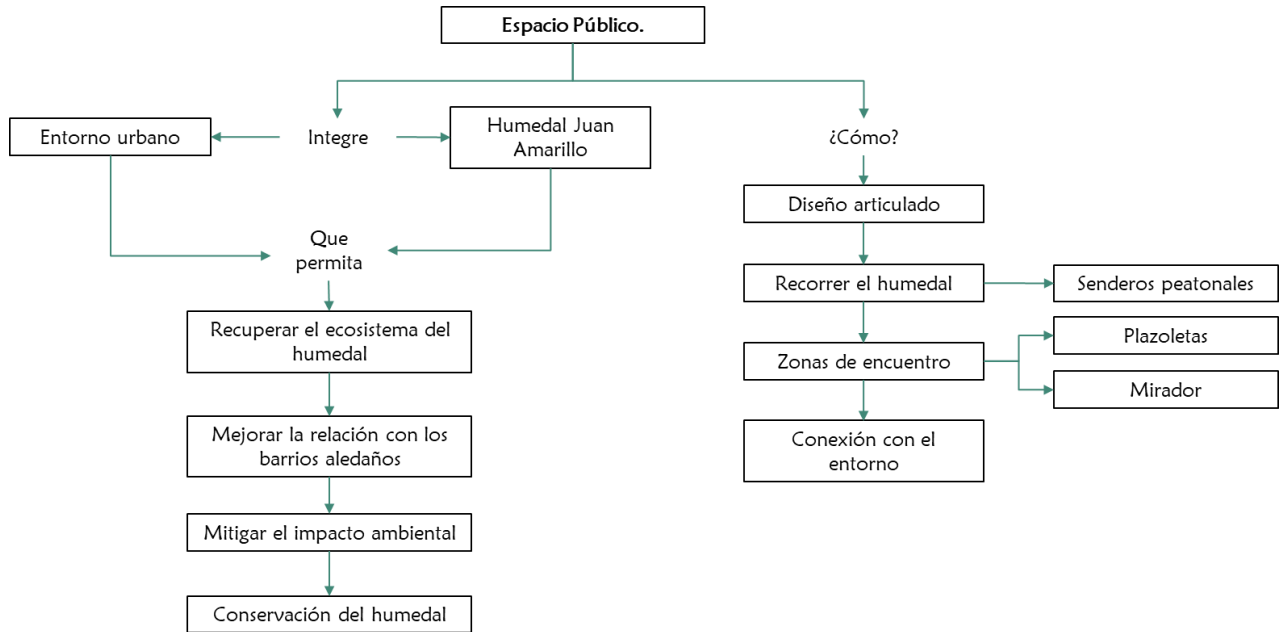 Espacio Público.
Entorno urbano
Integre
Humedal Juan
Amarillo
¿Cómo?
Diseño articulado
Que
permita
Recorrer el humedal
Senderos peatonales
Recuperar el ecosistema del
humedal
Zonas de encuentro
Plazoletas
Mirador
Mejorar la relación con los
barrios aledaños
Conexión con el
entorno
Mitigar el impacto ambiental
Conservación del humedal